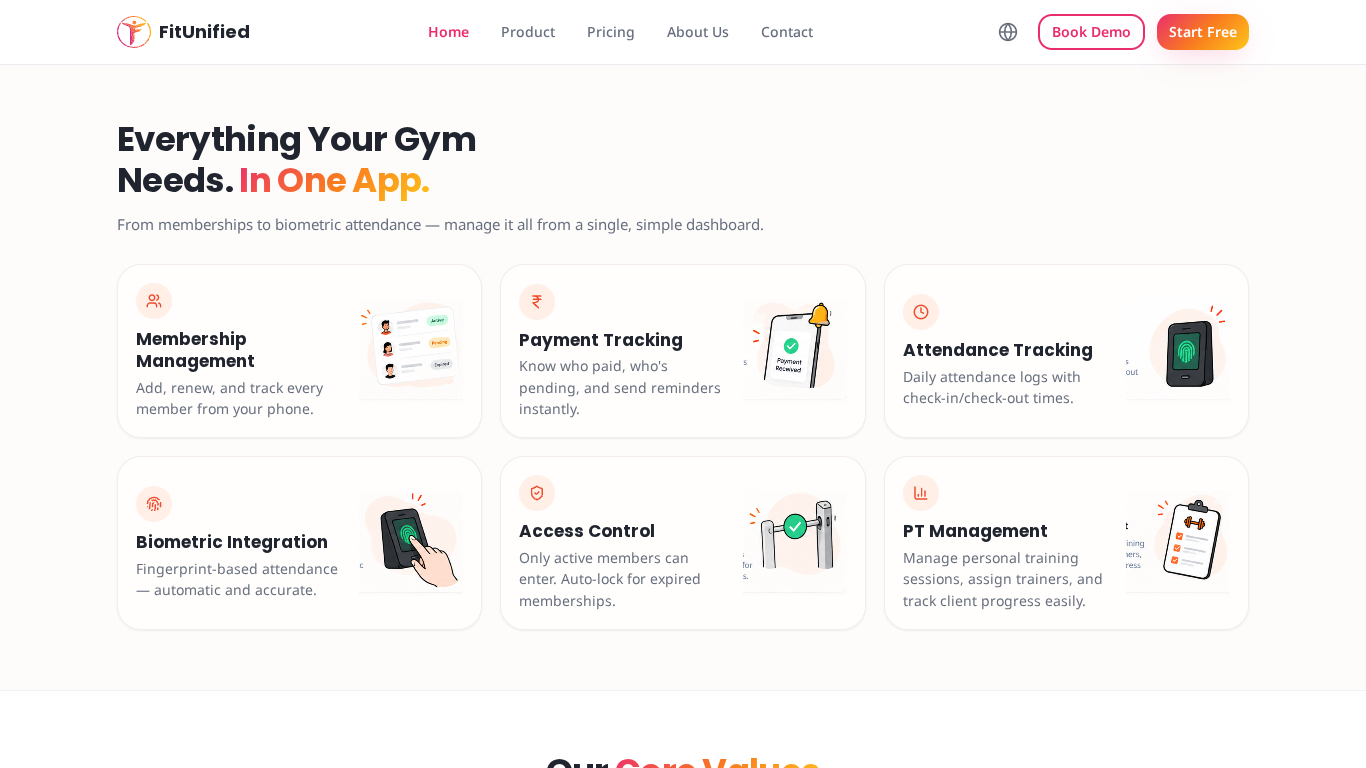 FitUnified
Home
Product
Pricing
About Us
Contact
Book Demo
Start Free
Everything Your Gym
Needs. In One App.
From memberships to biometric attendance — manage it all from a single, simple dashboard.
Membership
Management
Add, renew, and track every
member from your phone.
Active
Pending
Expired
Payment Tracking
Know who paid, who's
pending, and send reminders
instantly.
s
Payment
Received
Attendance Tracking
Daily attendance logs with
check-in/check-out times.
s
out
Biometric Integration
Fingerprint-based attendance
— automatic and accurate.
Access Control
Only active members can
enter. Auto-lock for expired
memberships.
for
s.
PT Management
Manage personal training
sessions, assign trainers, and
track client progress easily.
t
ining
ners,
ress
Our Core Values